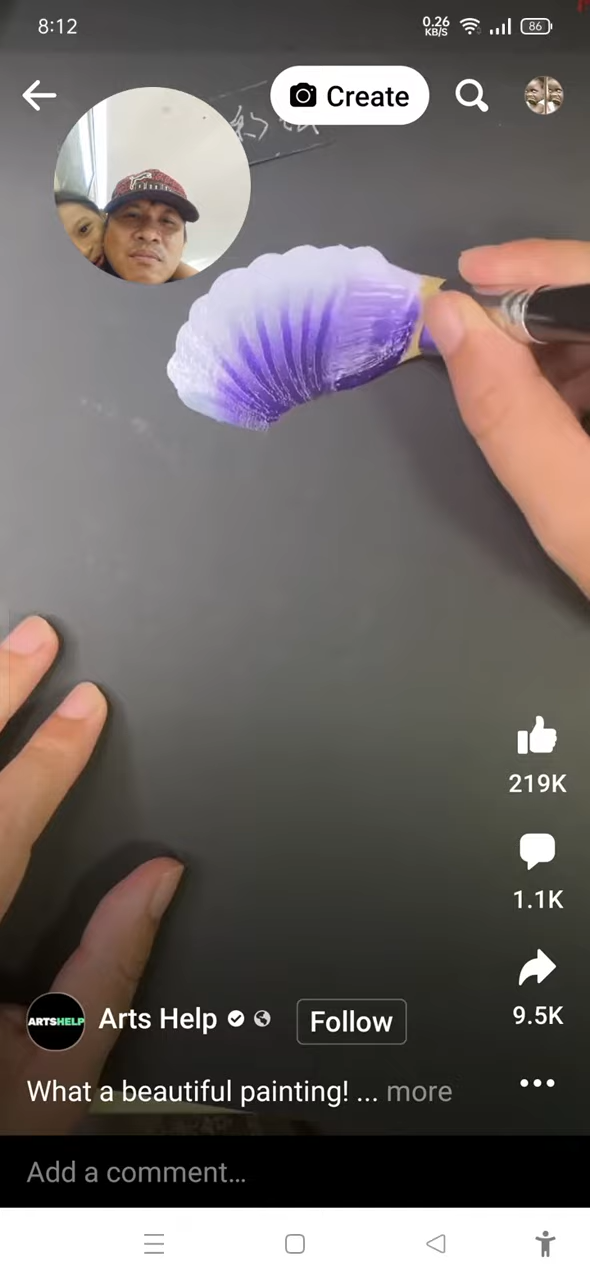 8:12
0.26
KB/S
86
Create
219K
1.1K
9.5K
ARTSHELP
Arts Help
Follow
What a beautiful painting! ... more
Add a comment...